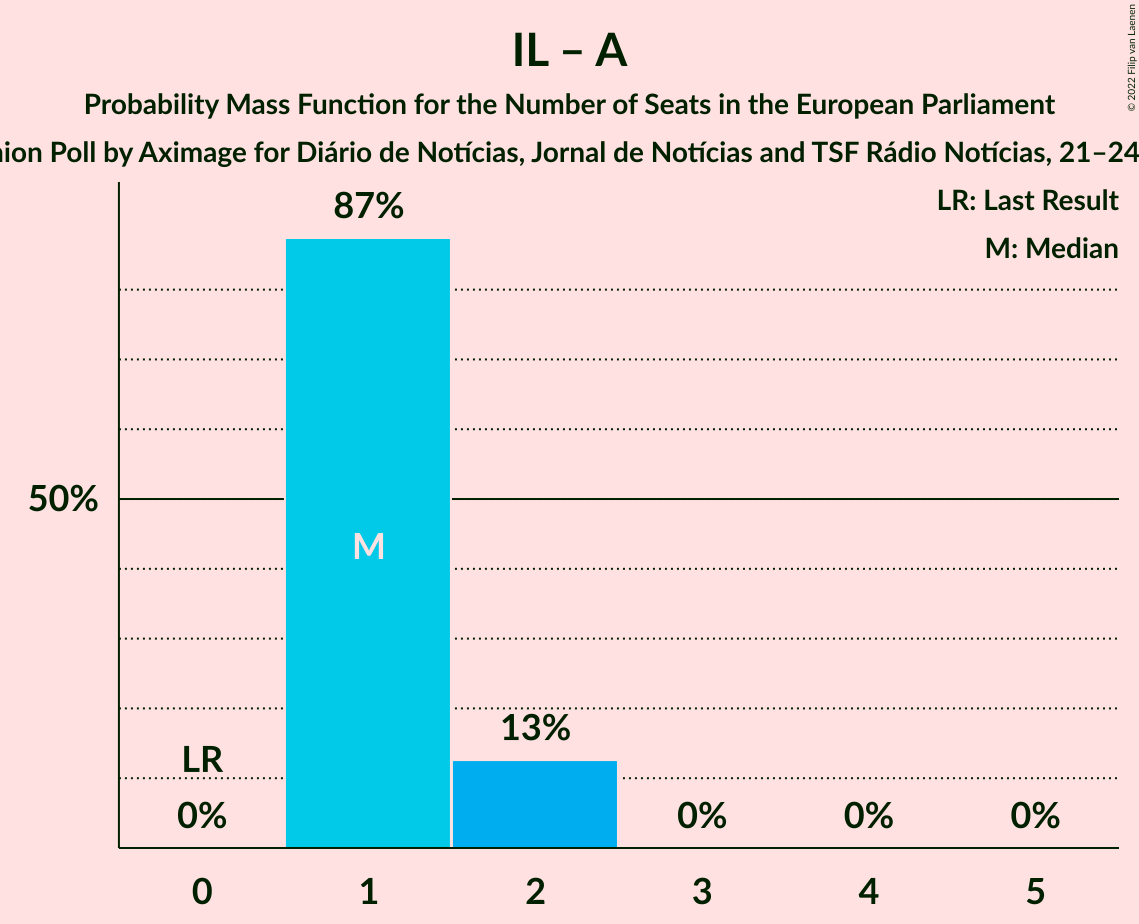 IL – A
Probability Mass Function for the Number of Seats in the European Parliament
Poll by Aximage for Diário de Notícias, Jornal de Notícias and TSF Rádio Notícias, 21–24
LR: Last Result
M: Median
87%
50%
M
13%
LR
0%
0%
0%
0%
0 1 2 3 4 5
© 2022 Filip van Laenen